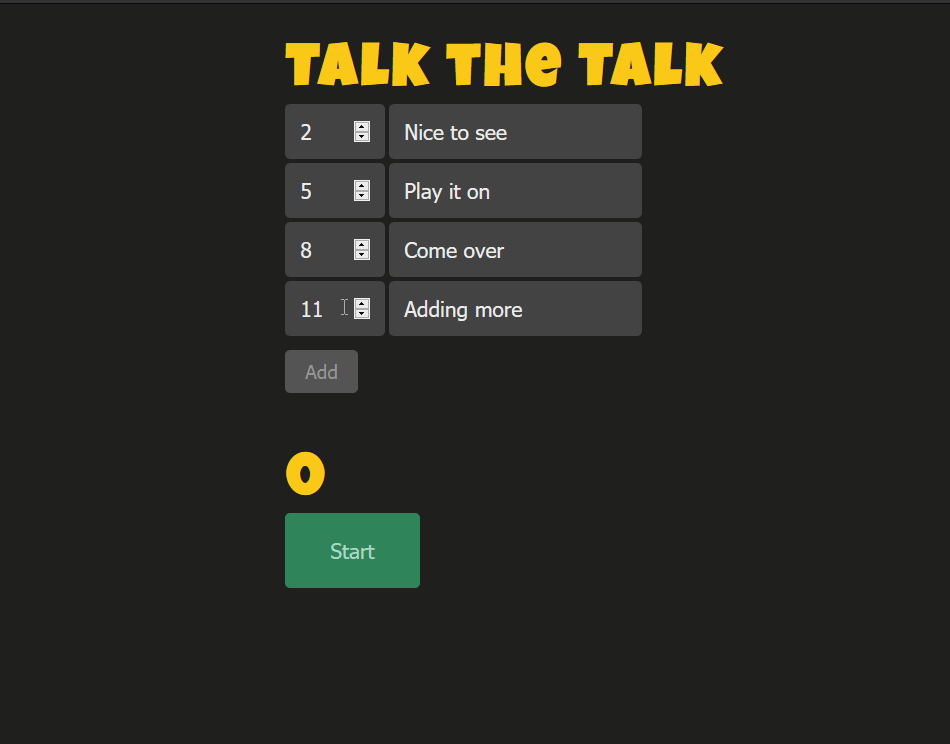 TALK THE TALK
2 Nice to see
5 Play it on
8 Come over
11 Adding more
Add
0
Start